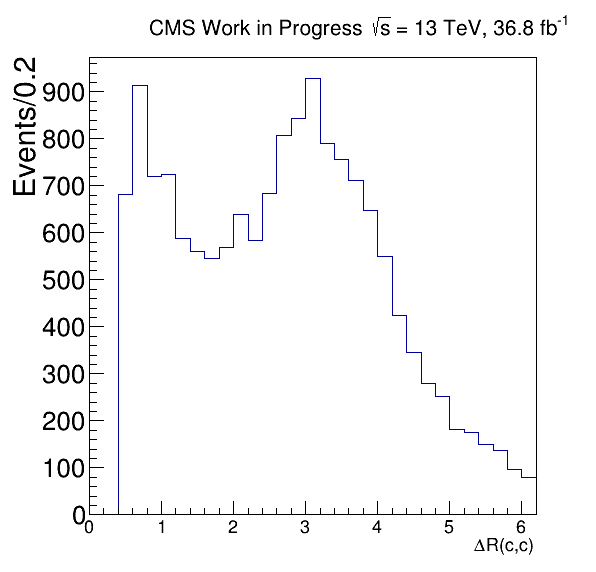 CMS Work in Progress √s = 13 TeV, 36.8 fb⁻¹
Events/0.2
900
800
700
600
500
400
300
200
100
0
0 1 2 3 4 5 6
ΔR(c,c)